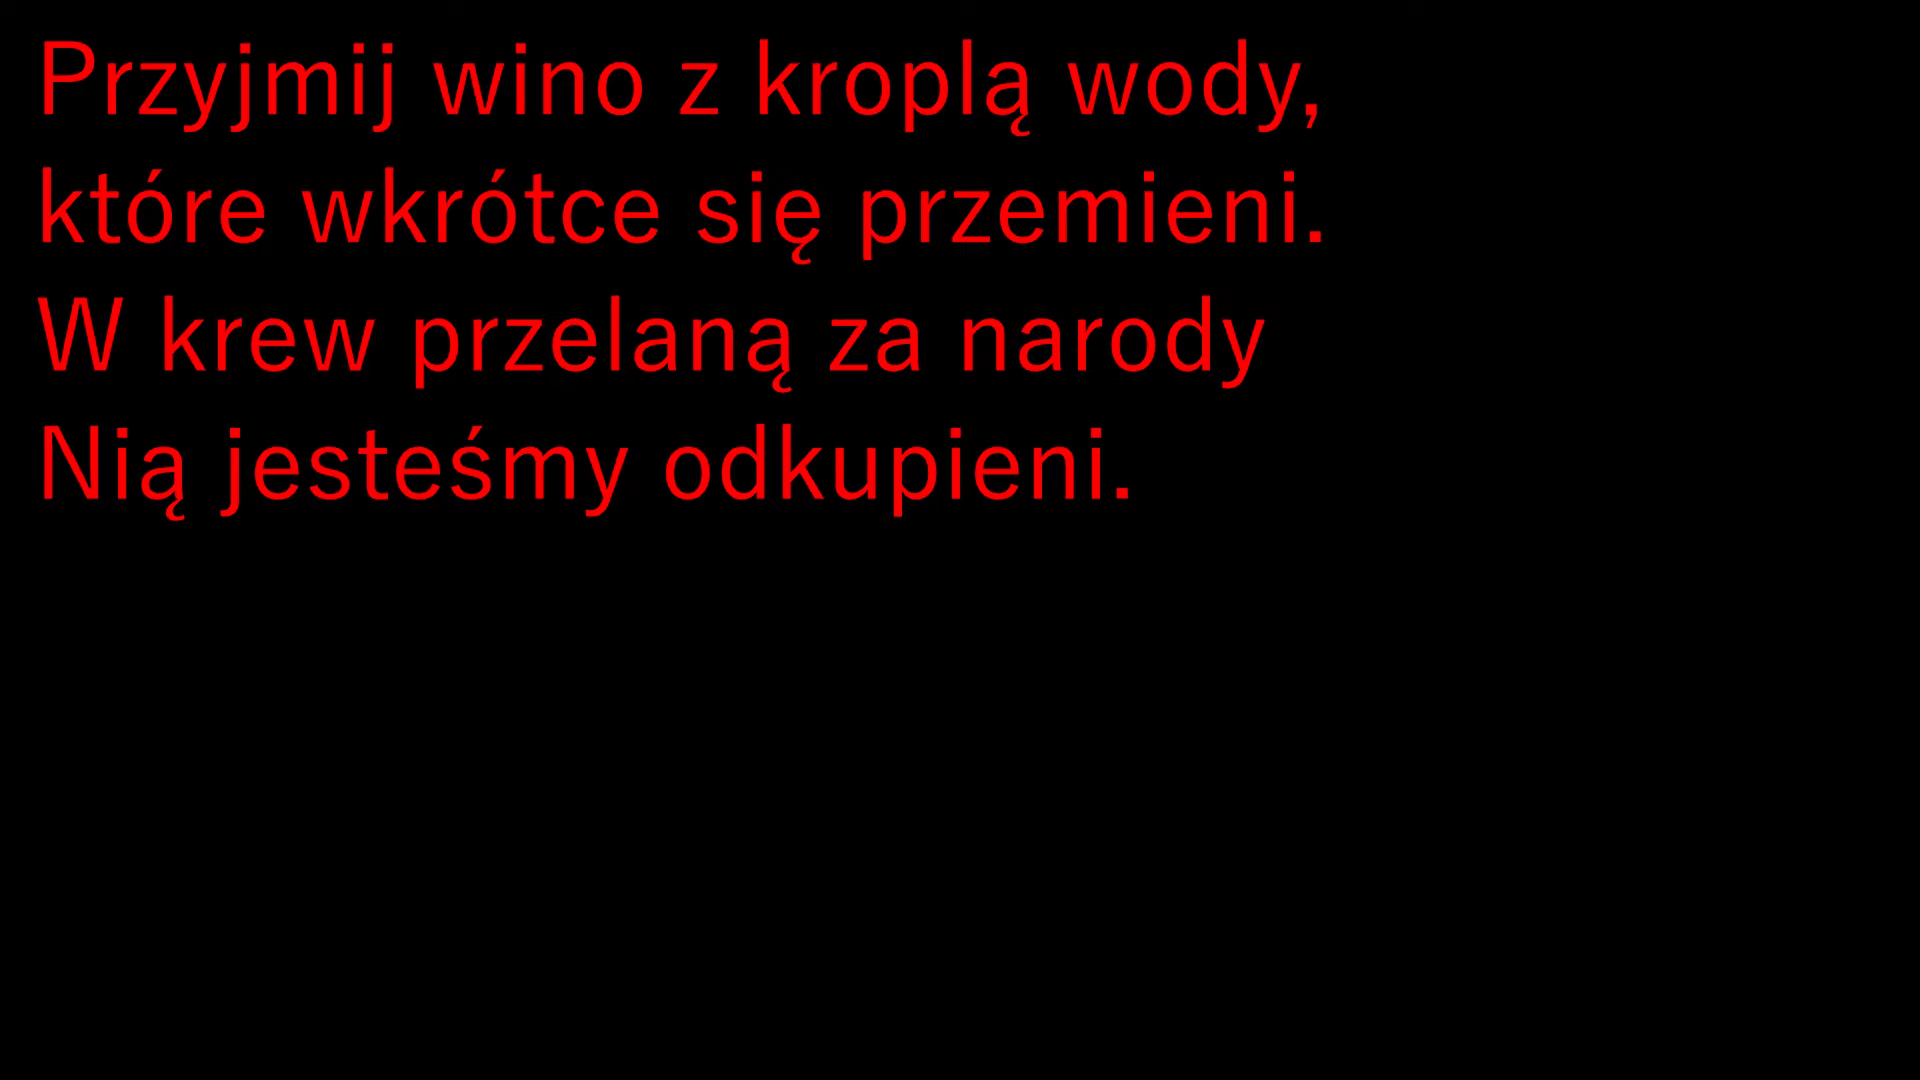 Przyjmij wino z kroplą wody,
które wkrótce się przemieni.
W krew przelaną za narody
Nią jesteśmy odkupieni.